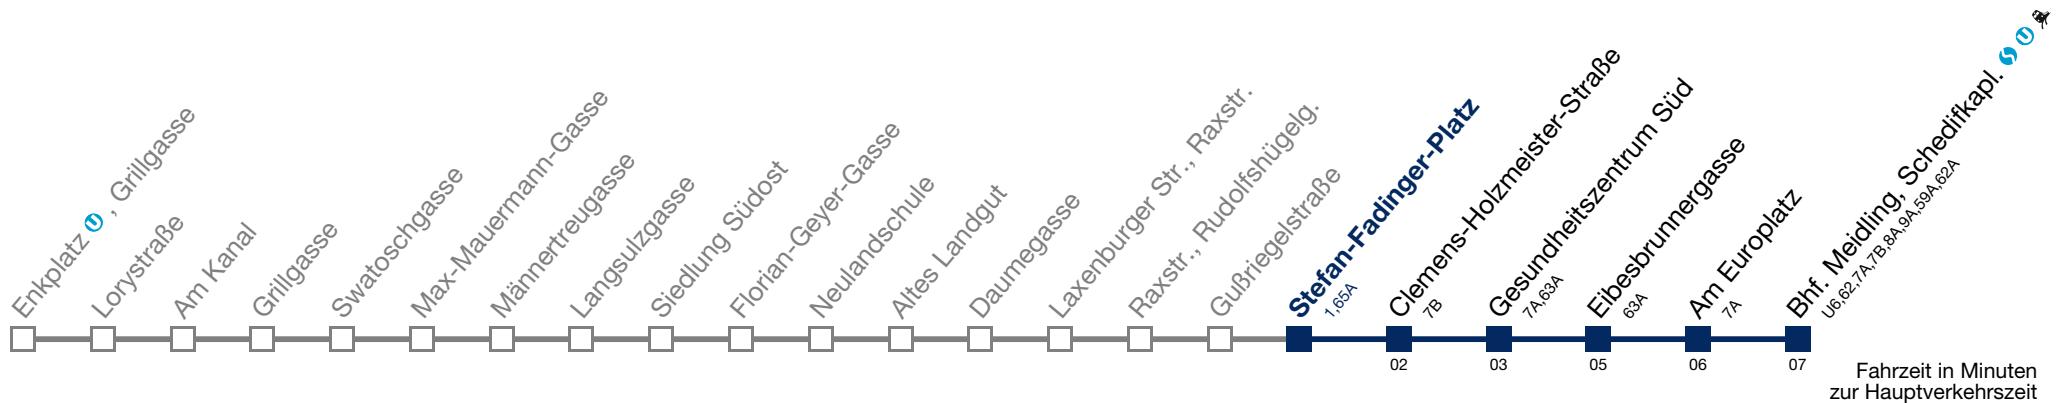 Enkplatz U, Grillgasse
Lorystraße
Am Kanal
Grillgasse
Swatoschgasse
Max-Mauermann-Gasse
Männertreugasse
Langsulzgasse
Siedlung Südost
Florian-Geyer-Gasse
Neulandschule
Altes Landgut
Daumegasse
Laxenburger Str., Raxstr.
Raxstr., Rudolfshügelg.
Gußriegelstraße
Stefan-Fadinger-Platz
1,65A
Clemens-Holzmeister-Straße
7B
02
Gesundheitszentrum Süd
7A,63A
03
Eibesbrunnergasse
63A
05
Am Europlatz
7A
06
Bhf. Meidling, Schedifkapl. S U
U6,62,7A,7B,8A,9A,59A,62A
07
Fahrzeit in Minuten
zur Hauptverkehrszeit